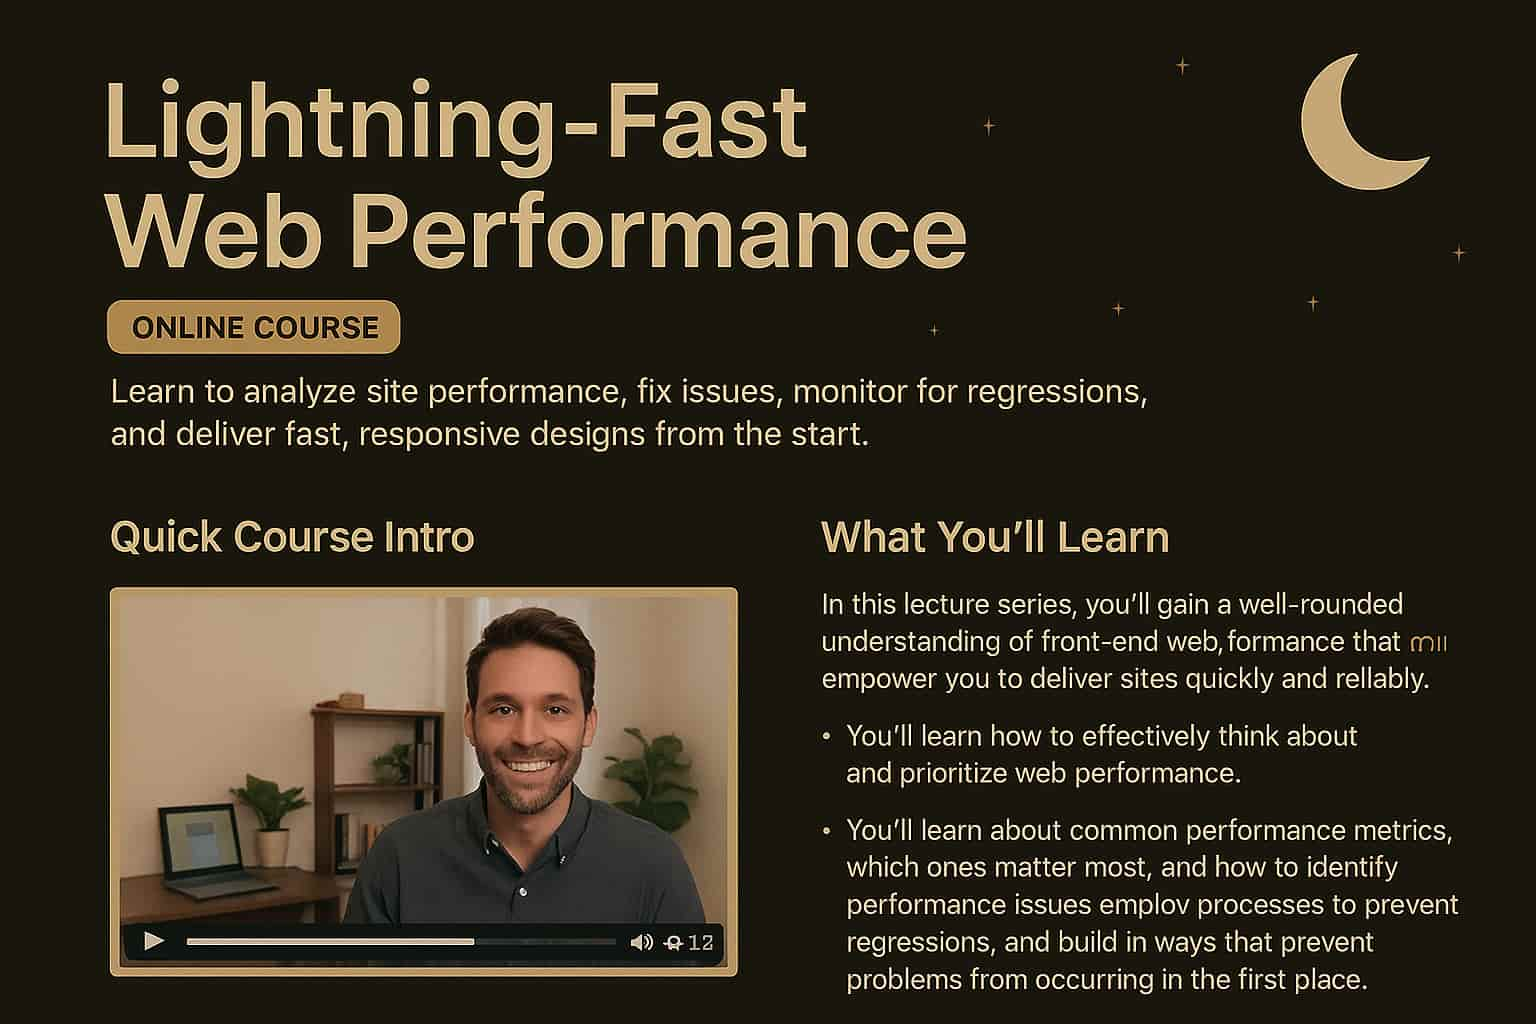 Lightning-Fast
Web Performance
ONLINE COURSE
Learn to analyze site performance, fix issues, monitor for regressions,
and deliver fast, responsive designs from the start.
Quick Course Intro
12
What You’ll Learn
In this lecture series, you’ll gain a well-rounded
understanding of front-end web,formance that
empower you to deliver sites quickly and rellably.
• You’ll learn how to effectively think about
and prioritize web performance.
• You’ll learn about common performance metrics,
which ones matter most, and how to identify
performance issues emplov processes to prevent
regressions, and build in ways that prevent
problems from occurring in the first place.